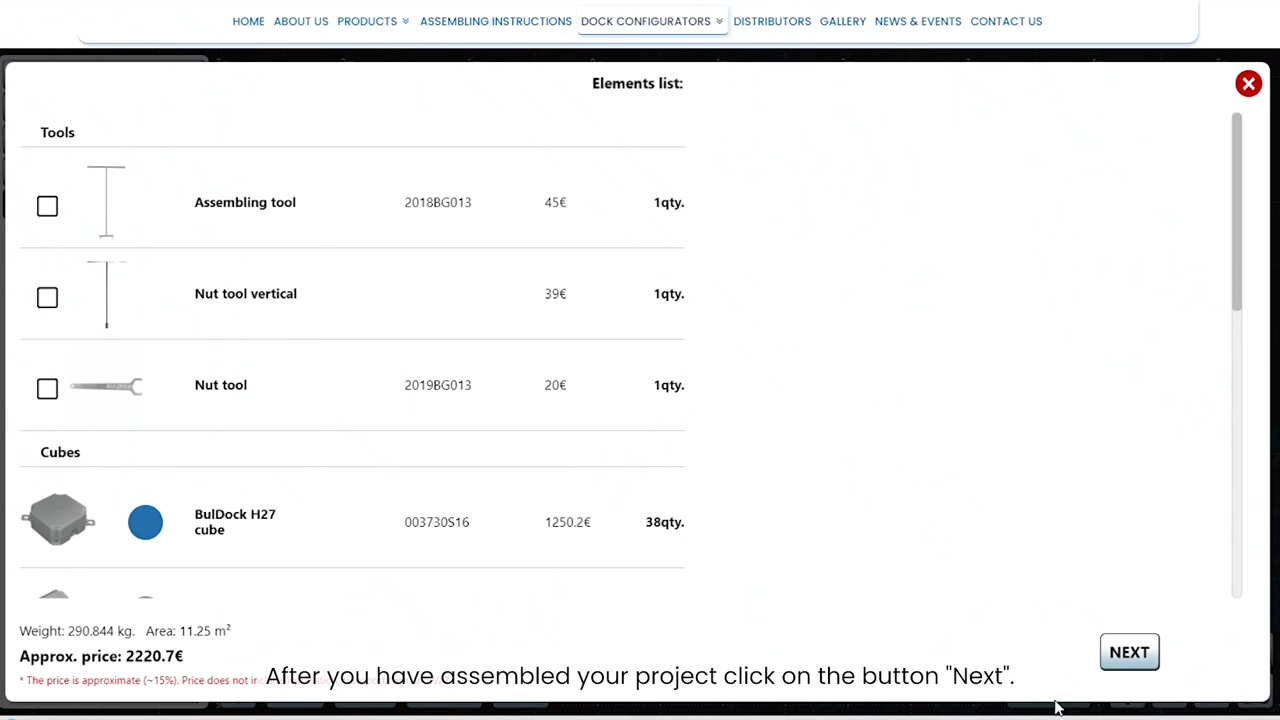 HOME ABOUT US PRODUCTS ASSEMBLING INSTRUCTIONS DOCK CONFIGURATORS DISTRIBUTORS GALLERY NEWS & EVENTS CONTACT US
Elements list:
Tools
Assembling tool 2018BG013 45€ 1qty.
Nut tool vertical 39€ 1qty.
Nut tool 2019BG013 20€ 1qty.
Cubes
BulDock H27
cube 003730S16 1250.2€ 38qty.
Weight: 290.844 kg. Area: 11.25 m²
Approx. price: 2220.7€
NEXT
* The price is approximate (~15%). Price does not
After you have assembled your project click on the button "Next".